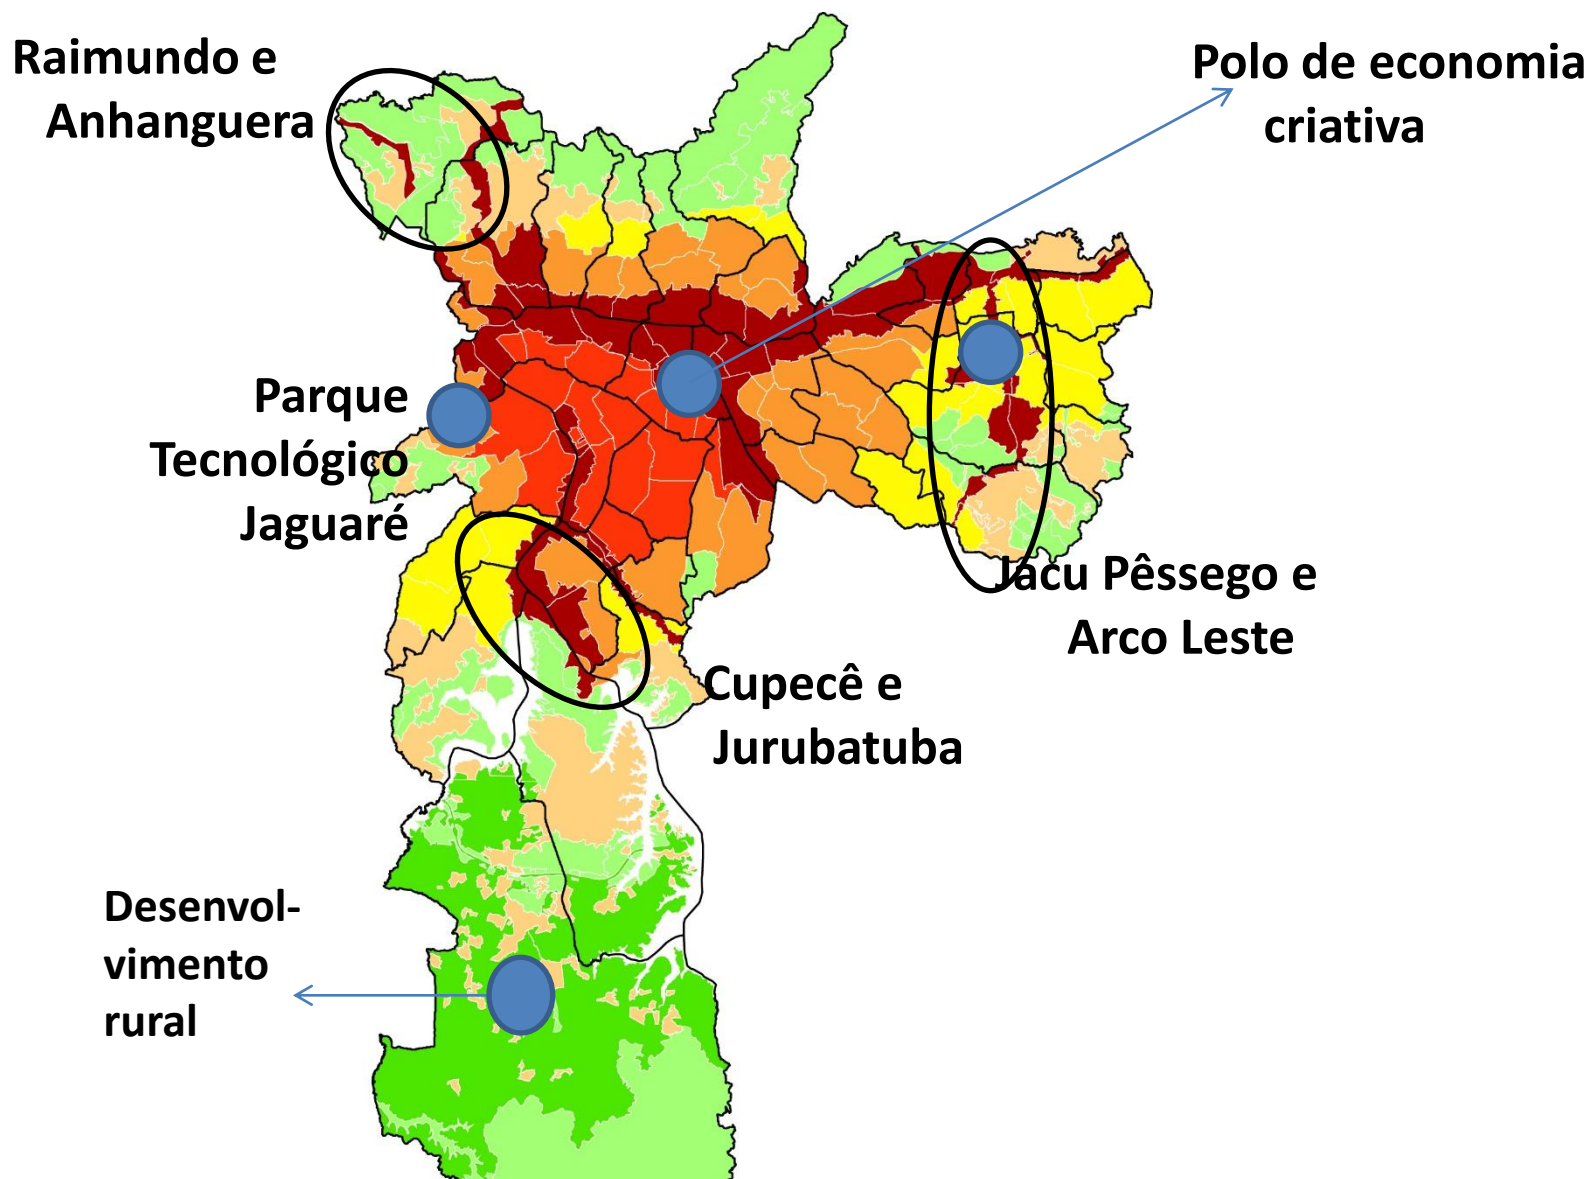 Raimundo e
Anhanguera
Polo de economia
criativa
Parque
Tecnológico
Jaguaré
Jacu Pêssego e
Arco Leste
Cupecê e
Jurubatuba
Desenvol-
vimento
rural